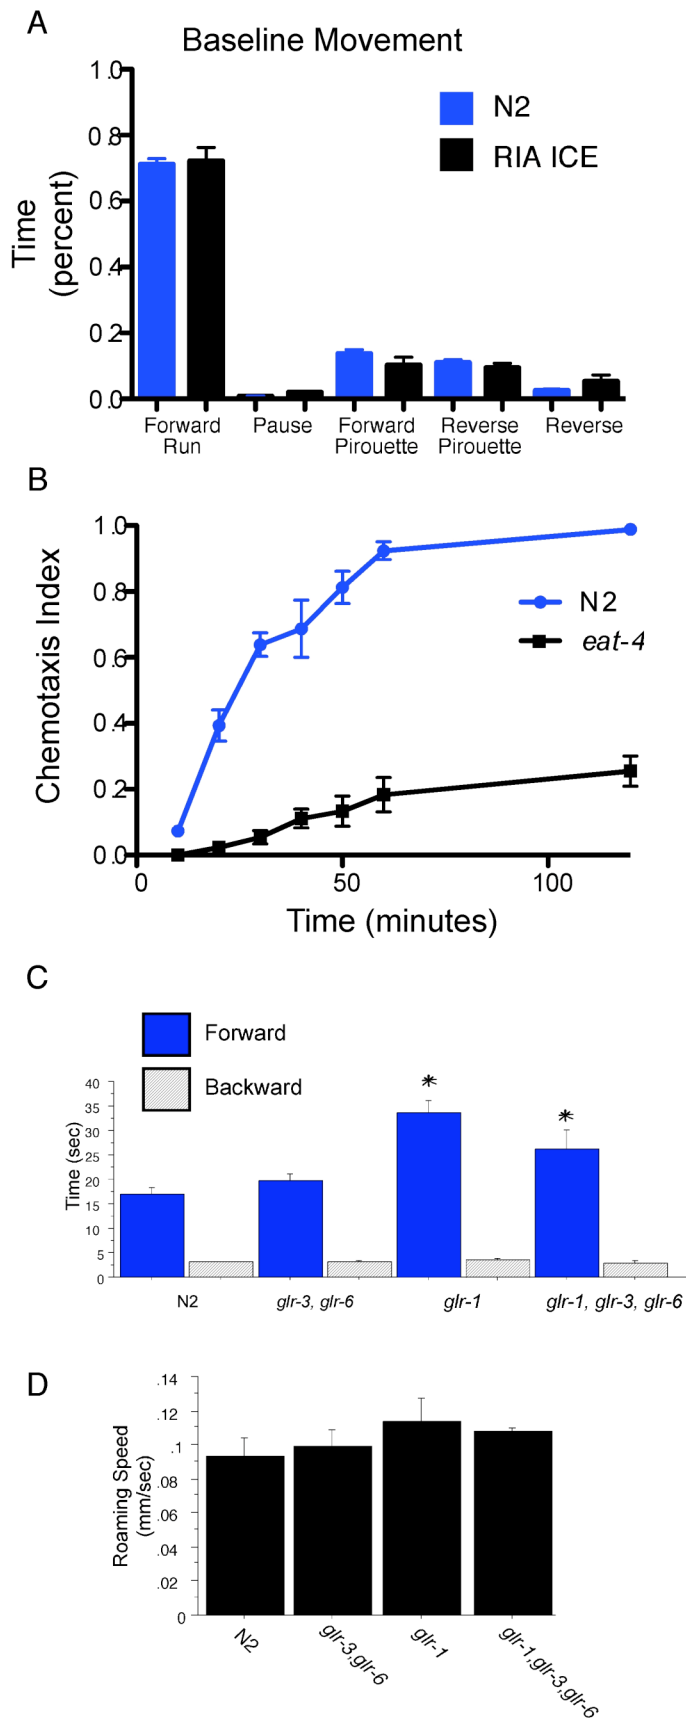 A
Baseline Movement
N2
RIA ICE
Time
(percent)
1.0
0.8
0.6
0.4
0.2
0.0
Forward
Run
Pause
Forward
Pirouette
Reverse
Pirouette
Reverse
B
Chemotaxis Index
1.0
0.8
0.6
0.4
0.2
0.0
N2
eat-4
0
50
100
Time (minutes)
C
Forward
Backward
Time (sec)
40
35
30
25
20
15
10
5
0
*
*
N2
glr-3, glr-6
glr-1
glr-1, glr-3, glr-6
D
Roaming Speed
(mm/sec)
.14
.12
.1
.08
.06
.04
.02
0
N2
glr-3,glr-6
glr-1
glr-1,glr-3,glr-6